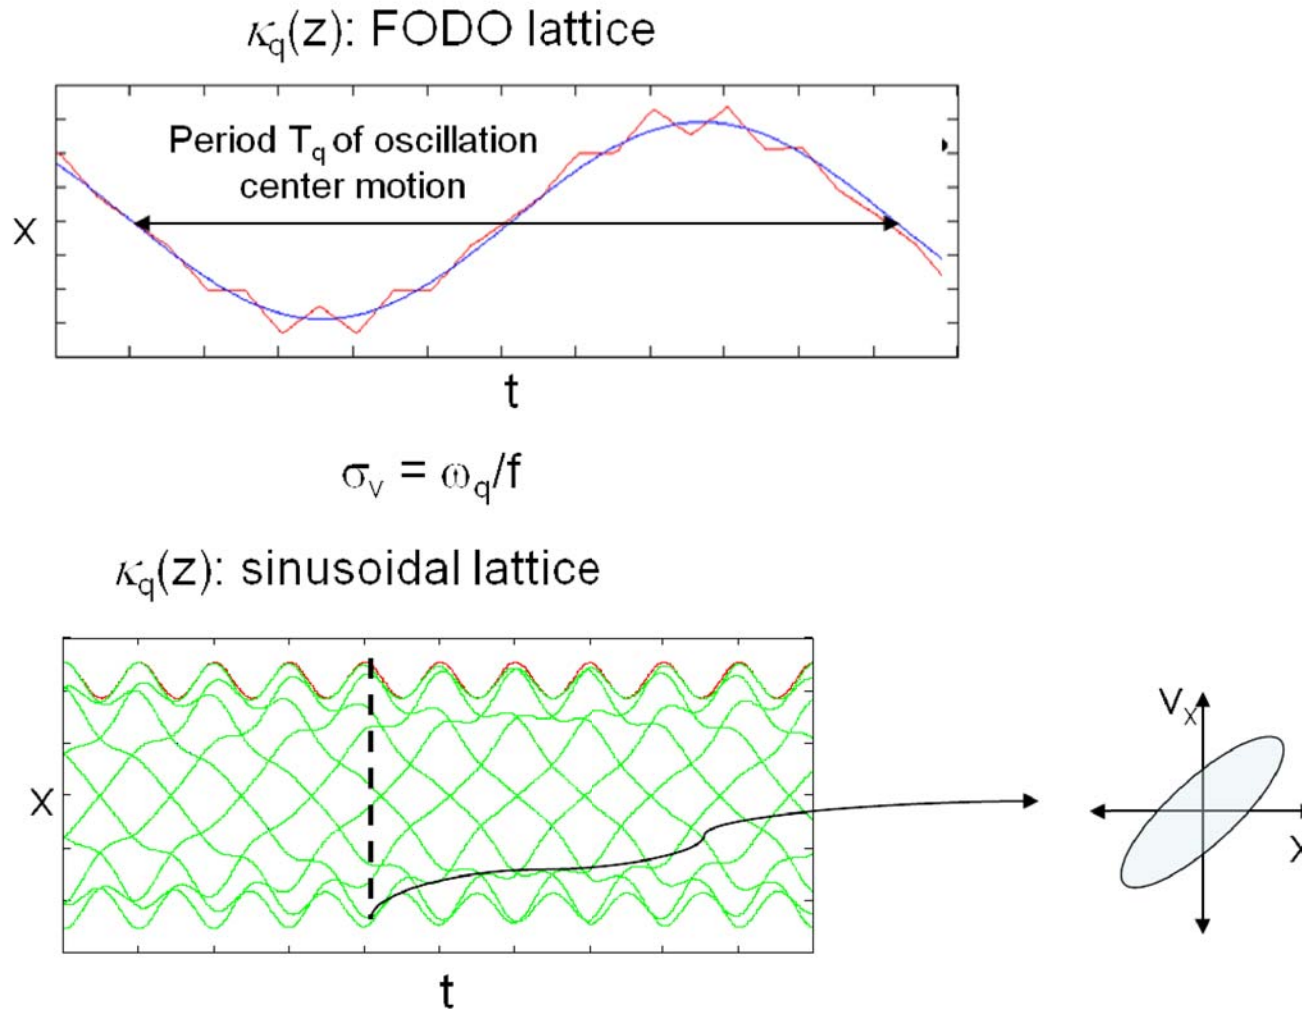 κq(z): FODO lattice
Period Tq of oscillation
center motion
X
t
σv = ωq/f
κq(z): sinusoidal lattice
X
t
Vx
X